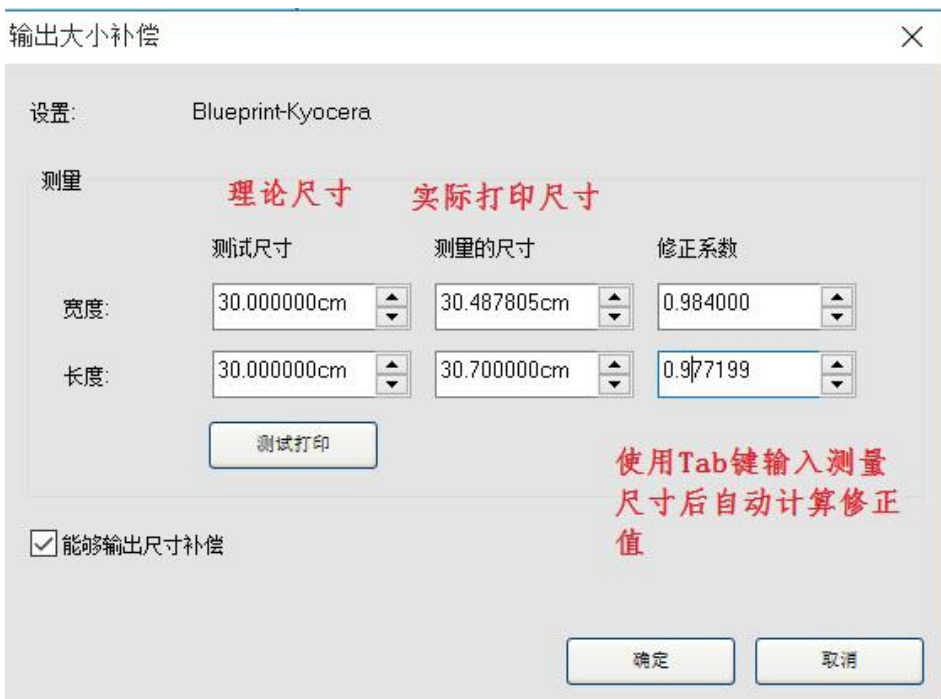 输出大小补偿
设置: Blueprint-Kyocera
测量
理论尺寸 实际打印尺寸
测试尺寸 测量的尺寸 修正系数
宽度: 30.000000cm 30.487805cm 0.984000
长度: 30.000000cm 30.700000cm 0.977199
测试打印
使用Tab键输入测量
尺寸后自动计算修正
值
能够输出尺寸补偿
确定 取消